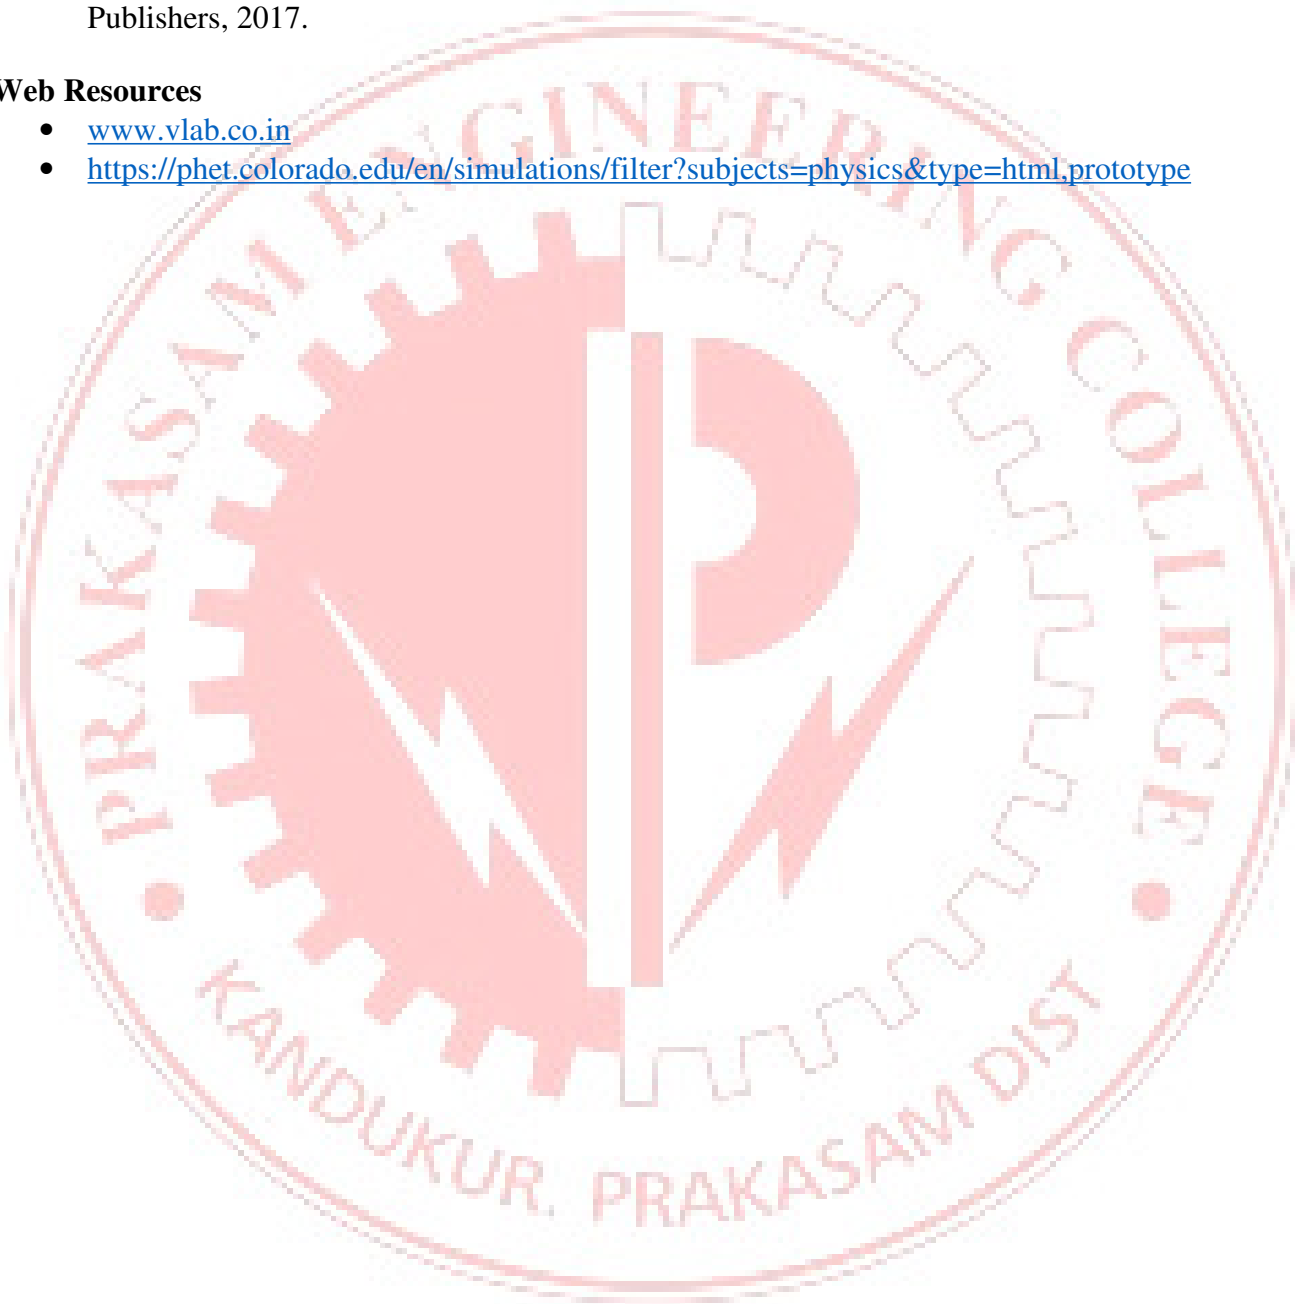 Publishers, 2017.
Web Resources
• www.vlab.co.in
• https://phet.colorado.edu/en/simulations/filter?subjects=physics&type=html,prototype
PRAKASAM ENGINEERING COLLEGE
KANDUKUR. PRAKASAM DIST